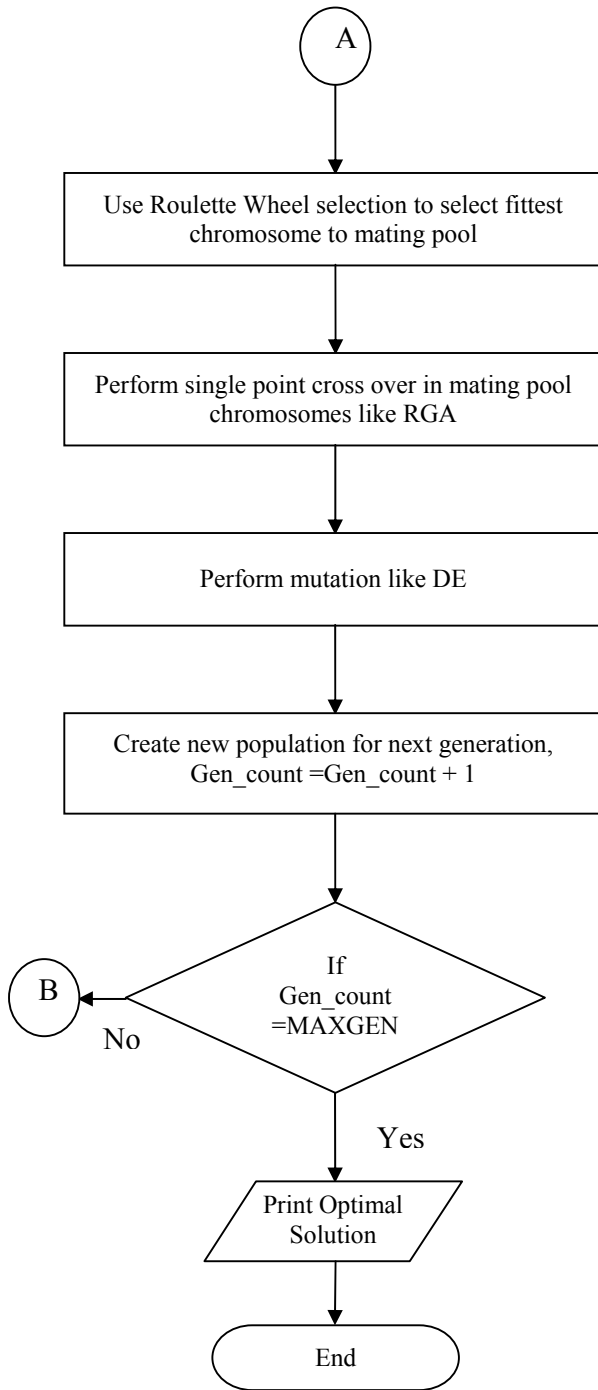 A
Use Roulette Wheel selection to select fittest
chromosome to mating pool
Perform single point cross over in mating pool
chromosomes like RGA
Perform mutation like DE
Create new population for next generation,
Gen_count =Gen_count + 1
If
Gen_count
=MAXGEN
B
No
Yes
Print Optimal
Solution
End